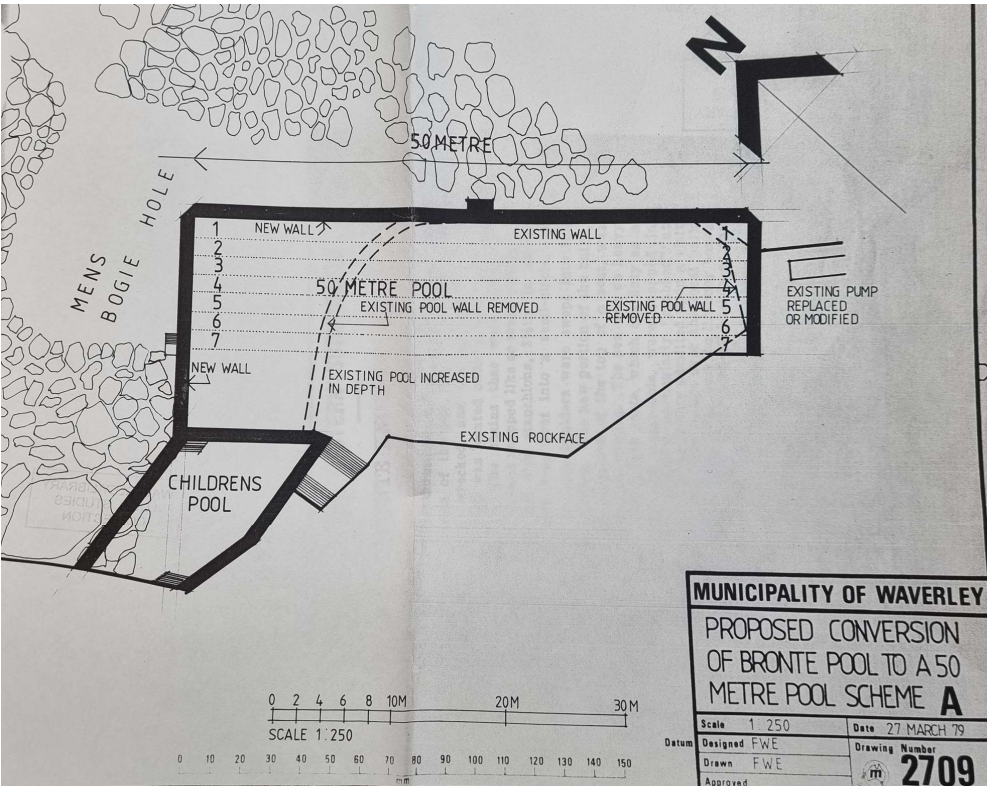 N
50 METRE
MENS
BOGIE HOLE
1
2
3
4
5
6
7
NEW WALL
EXISTING WALL
50 METRE POOL
EXISTING POOL WALL REMOVED
EXISTING POOL WALL
REMOVED
1
2
3
4
5
6
7
EXISTING PUMP
REPLACED
OR MODIFIED
NEW WALL
EXISTING POOL INCREASED
IN DEPTH
EXISTING ROCKFACE
CHILDRENS
POOL
0 2 4 6 8 10M 20M 30M
SCALE 1:250
0 10 20 30 40 50 60 70 80 90 100 110 120 130 140 150
mm
MUNICIPALITY OF WAVERLEY
PROPOSED CONVERSION
OF BRONTE POOL TO A 50
METRE POOL SCHEME A
Scale 1:250
Date 27 MARCH 79
Datum
Designed FWE
Drawn FWE
Approved
Drawing Number
m
2709